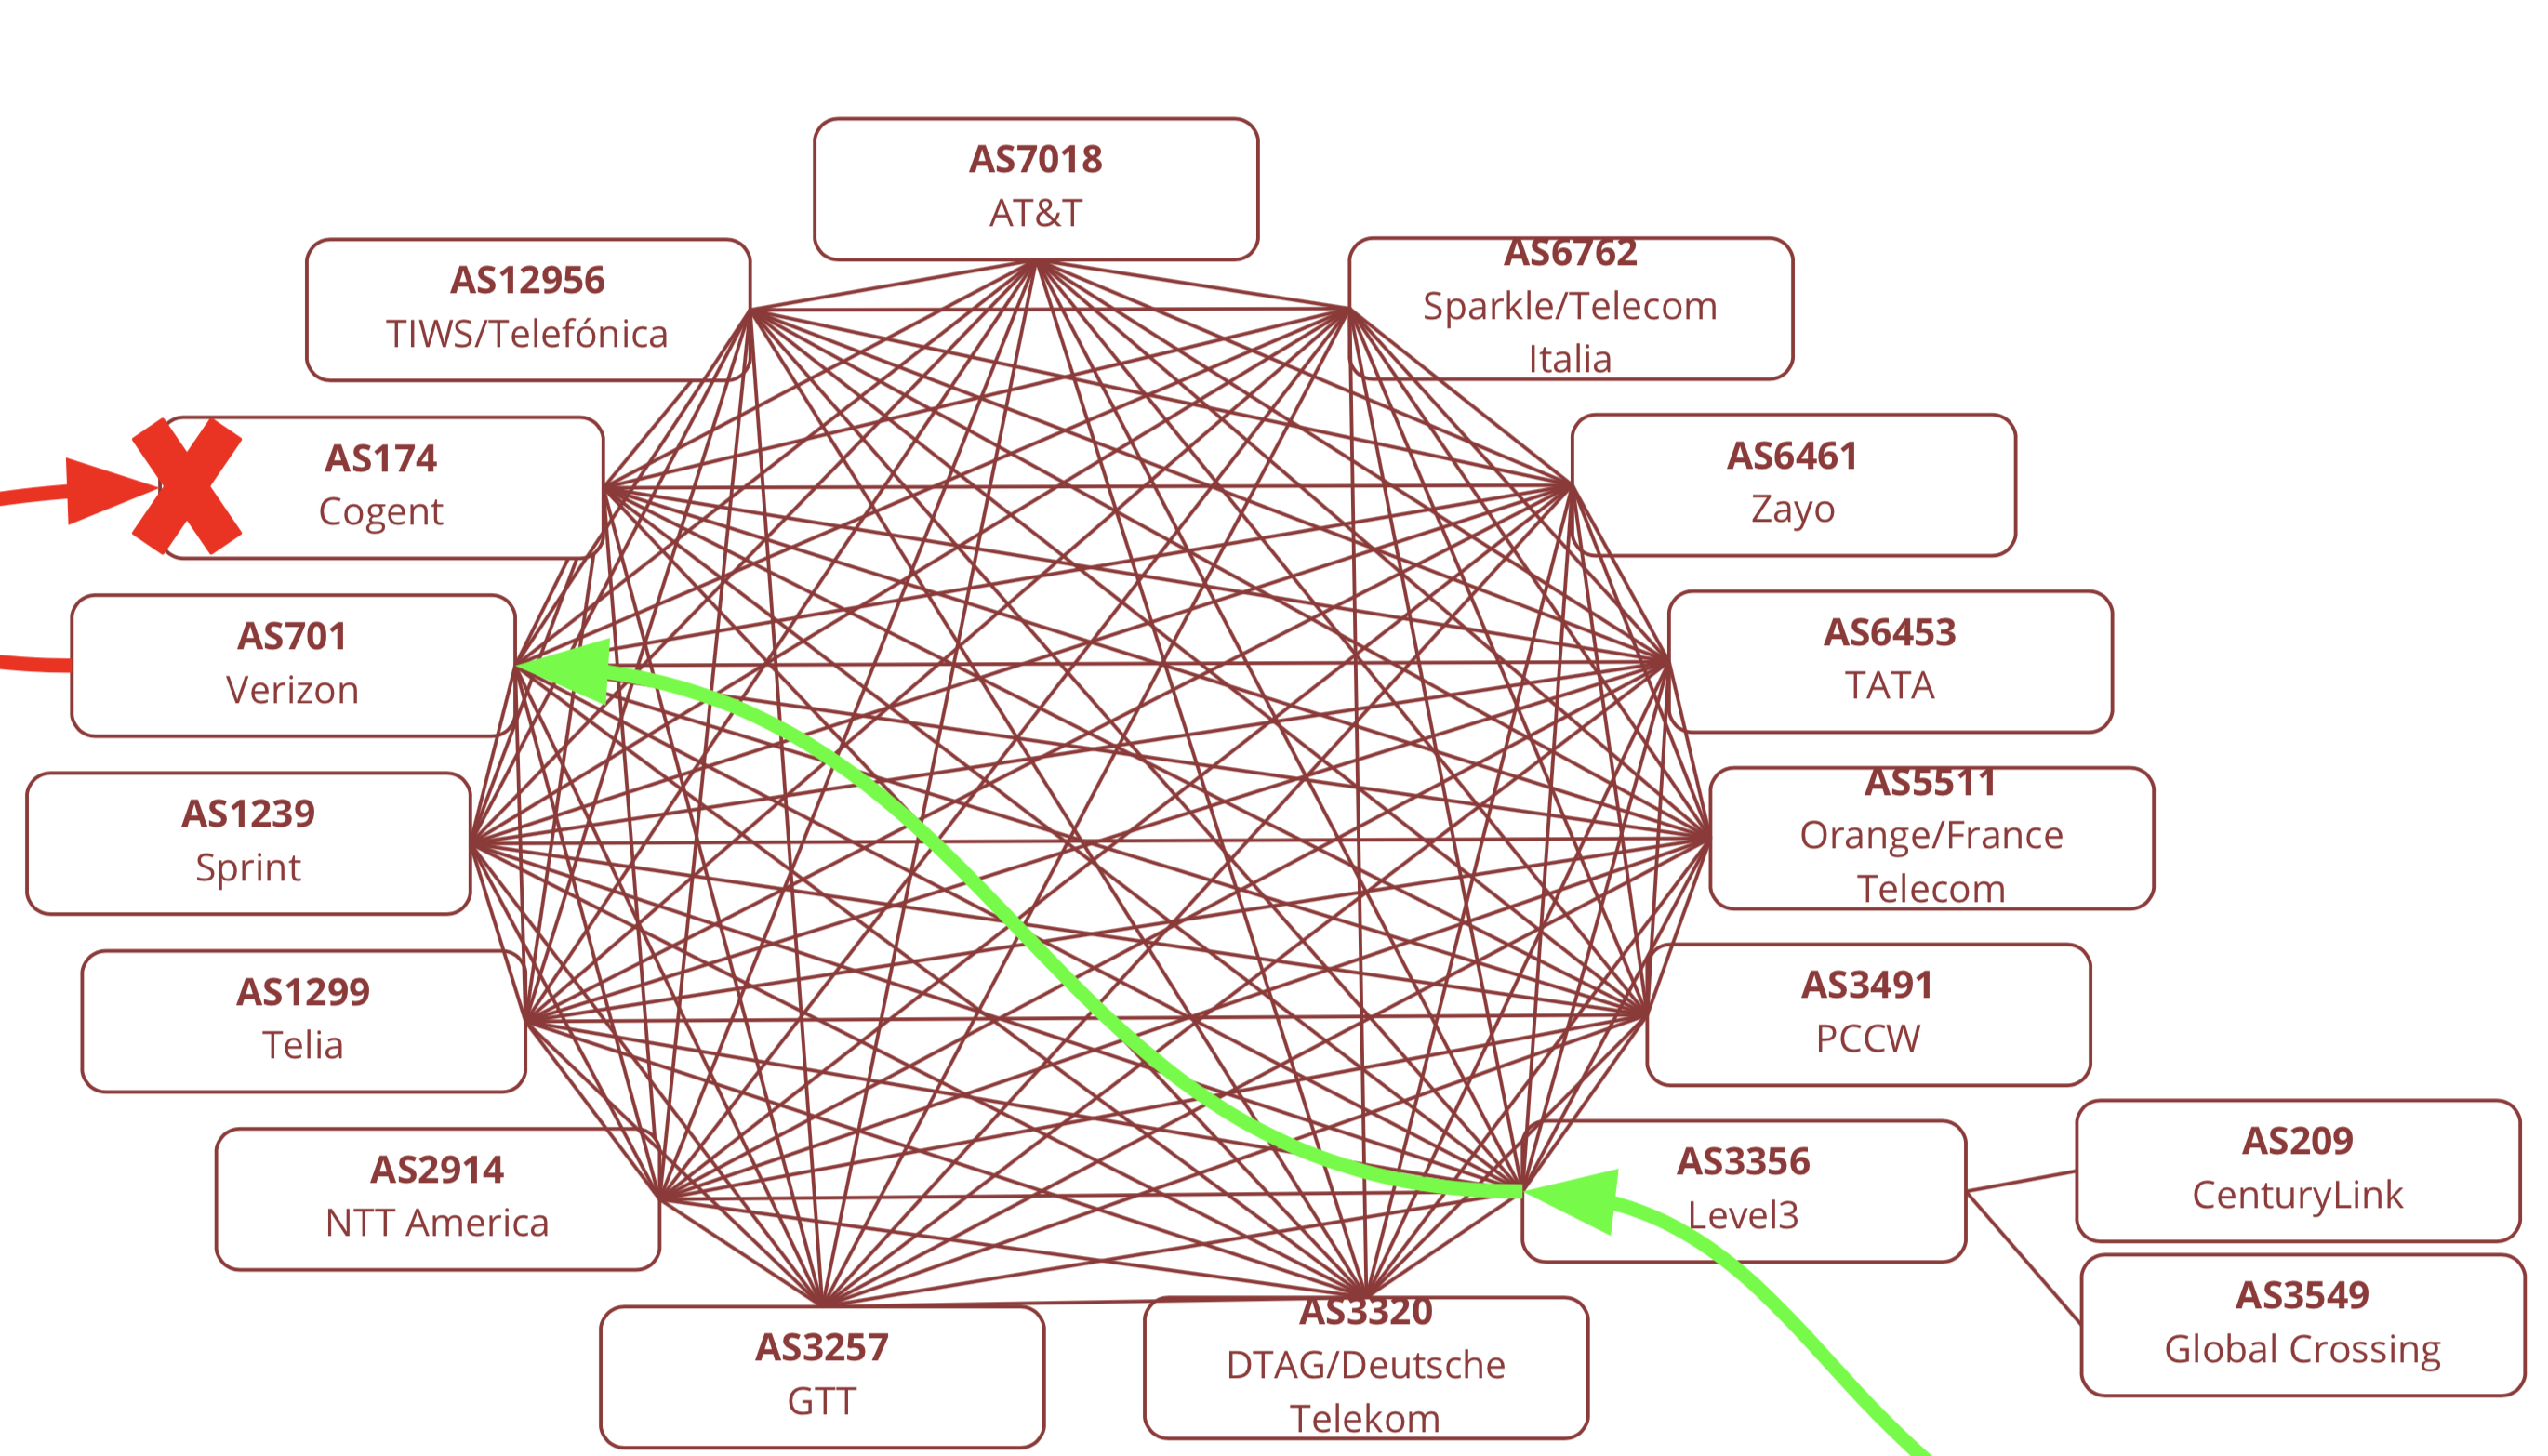 AS7018
AT&T
AS12956
TIWS/Telefónica
AS6762
Sparkle/Telecom
Italia
AS174
Cogent
AS6461
Zayo
AS701
Verizon
AS6453
TATA
AS1239
Sprint
AS5511
Orange/France
Telecom
AS1299
Telia
AS3491
PCCW
AS2914
NTT America
AS3356
Level3
AS209
CenturyLink
AS3549
Global Crossing
AS3257
GTT
AS3320
DTAG/Deutsche
Telekom